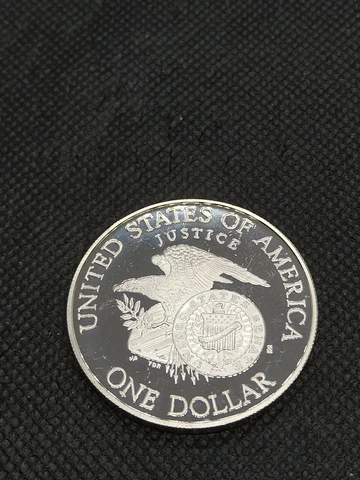 UNITED STATES OF AMERICA
JUSTICE
ONE DOLLAR